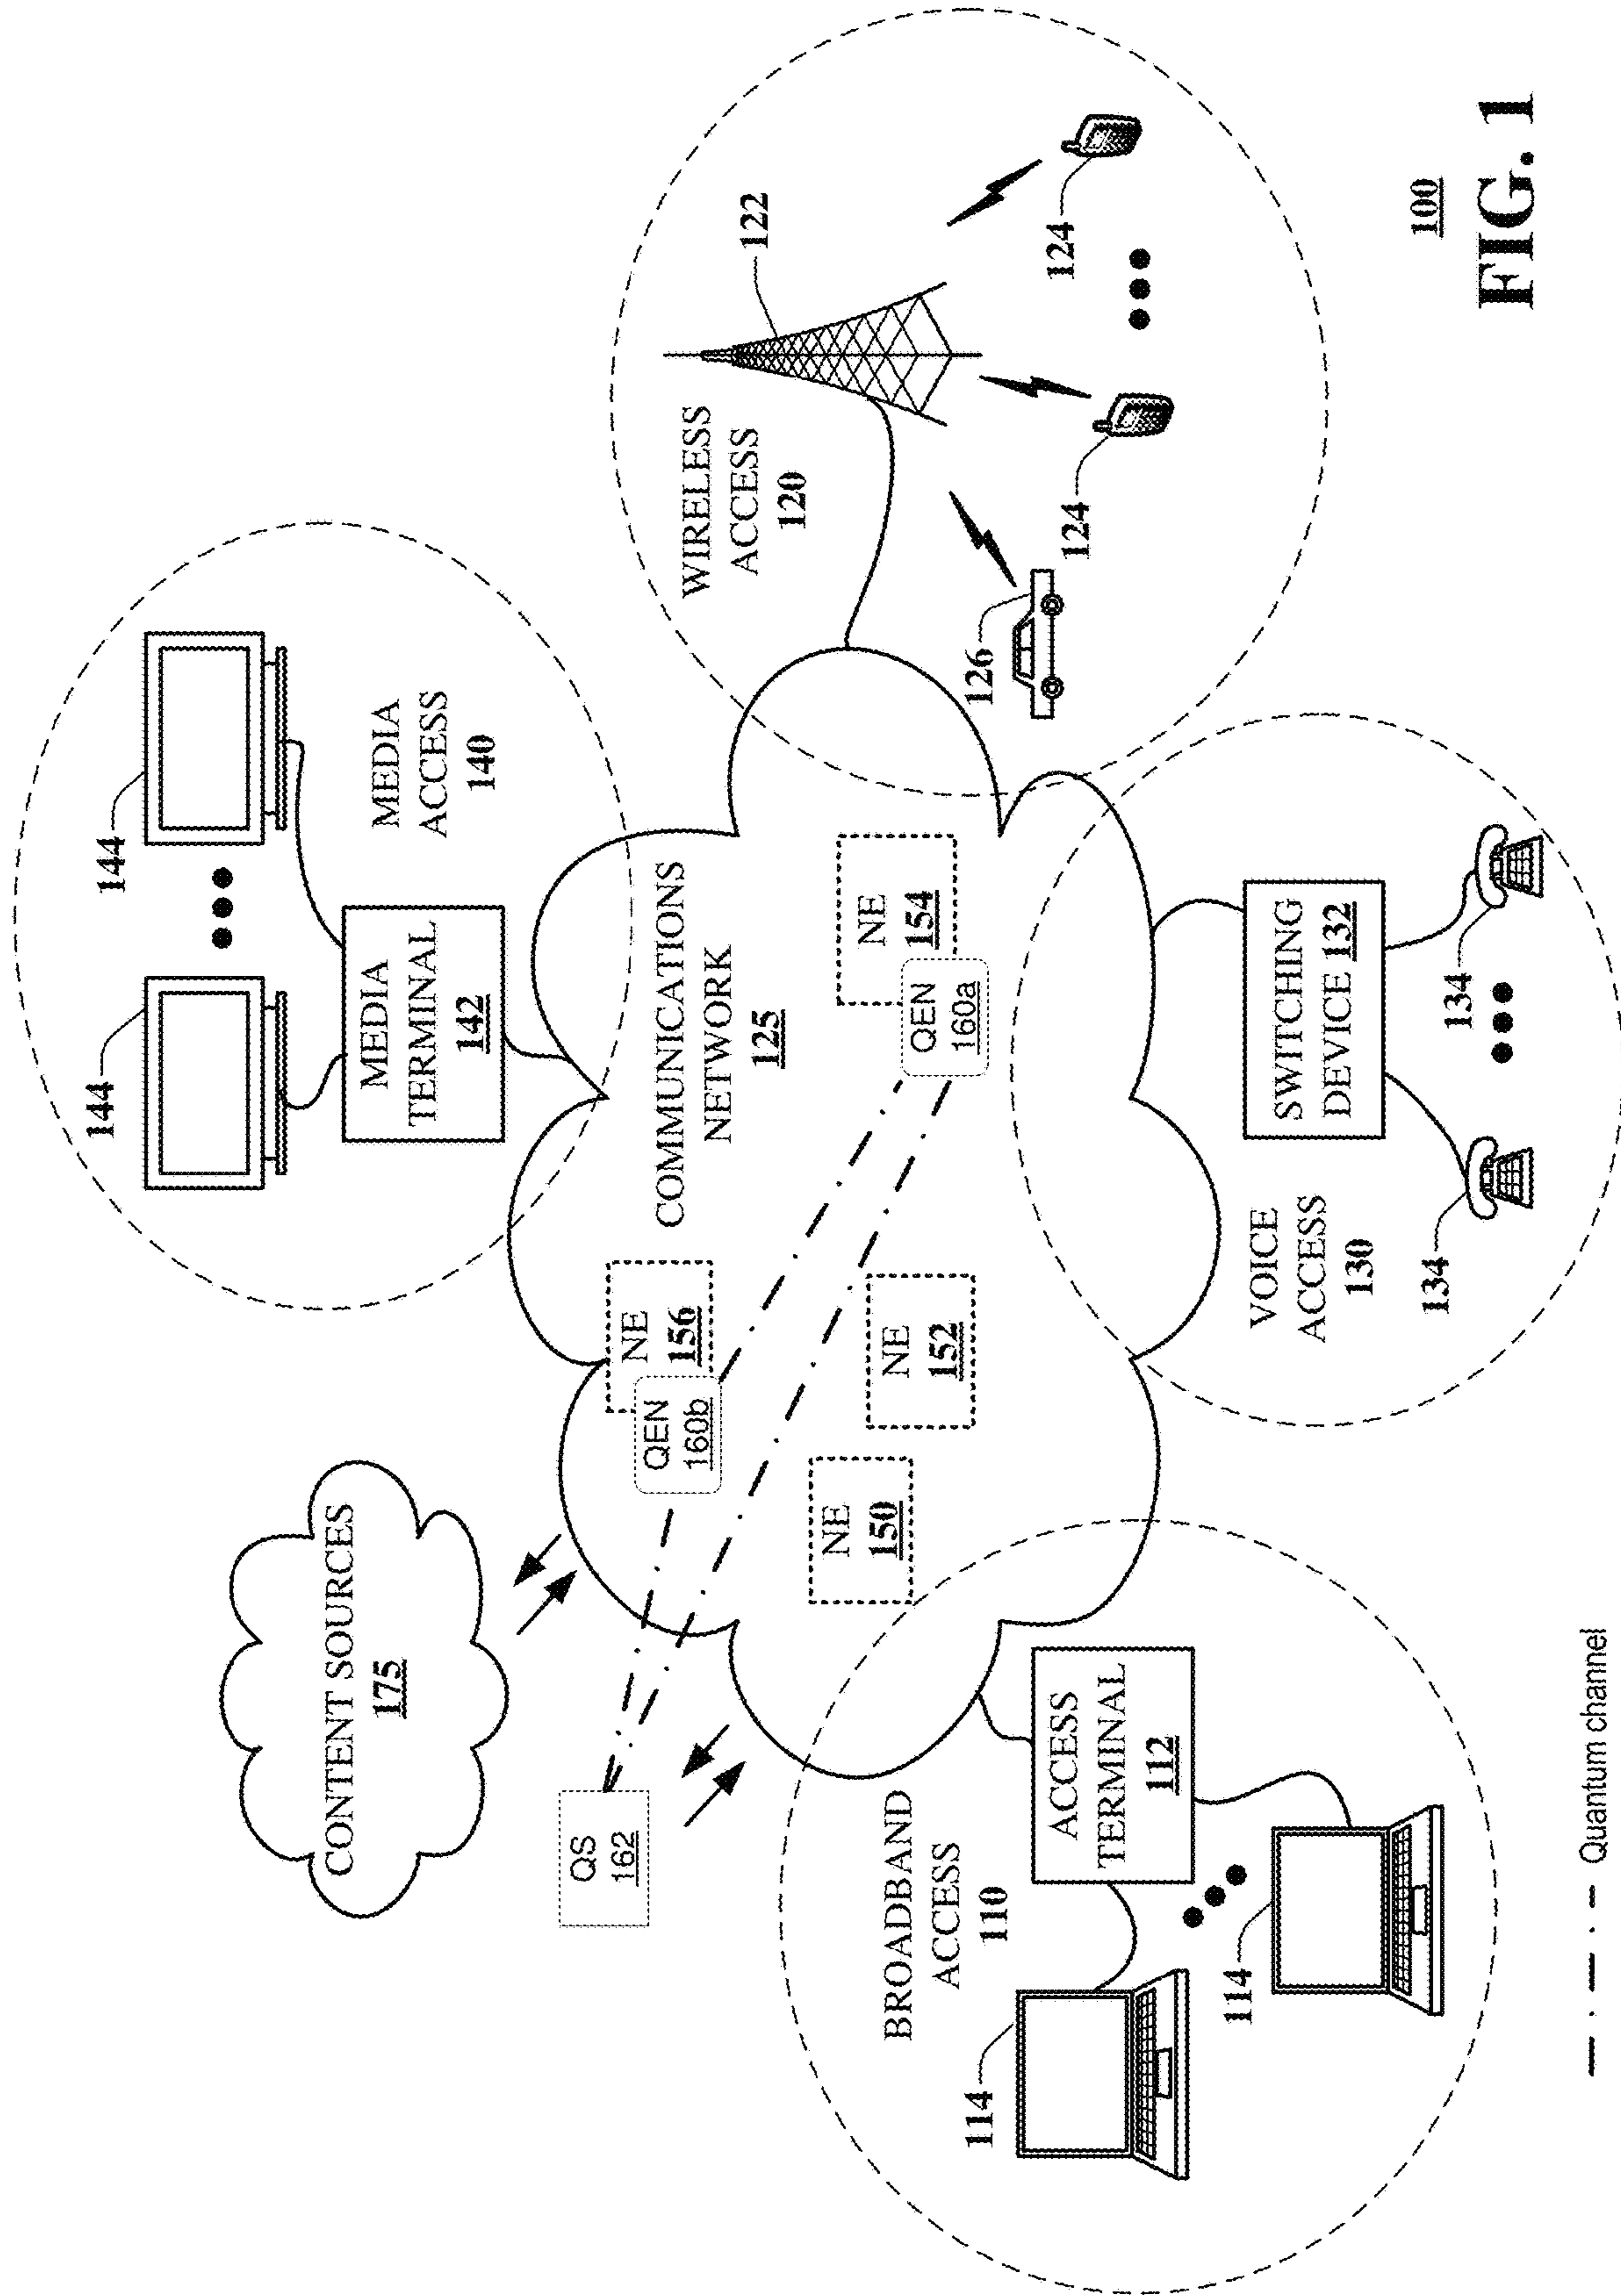 144
144
MEDIA
TERMINAL
142
MEDIA
ACCESS
140
CONTENT SOURCES
175
QS
162
COMMUNICATIONS
NETWORK
125
NE
156
QEN
160b
NE
150
NE
152
NE
154
QEN
160a
WIRELESS
ACCESS
120
122
124
124
126
BROADBAND
ACCESS
110
ACCESS
TERMINAL
112
114
114
VOICE
ACCESS
130
SWITCHING
DEVICE 132
134
134
Quantum channel
100
FIG. 1